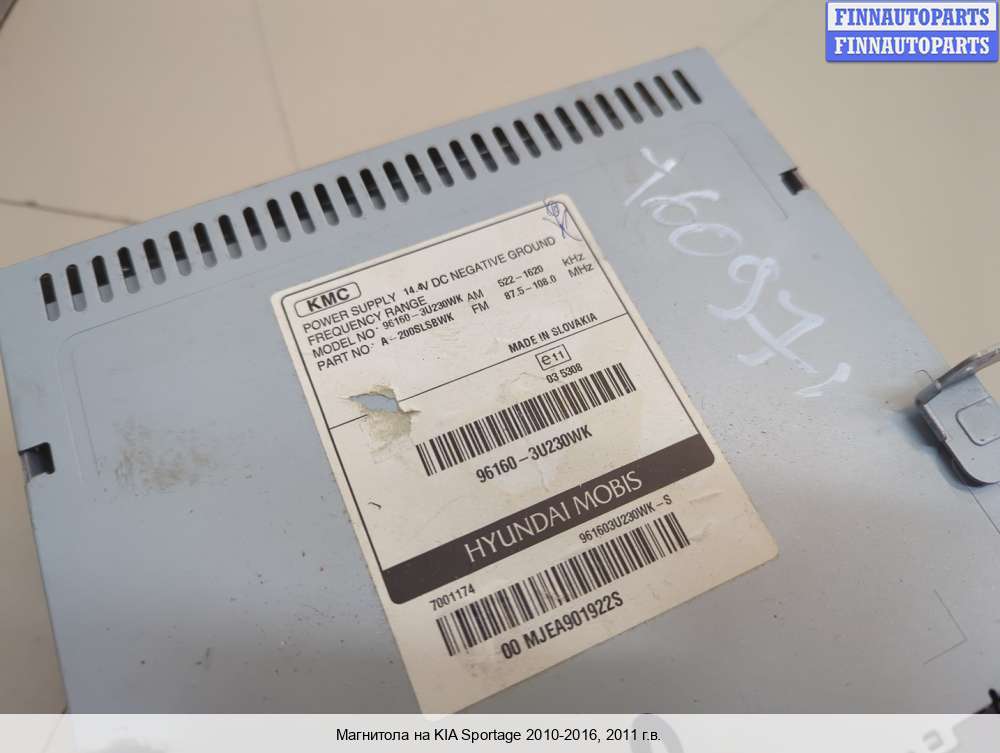 FINNAUTOPARTS
FINNAUTOPARTS
KMC
POWER SUPPLY 14.4V DC NEGATIVE GROUND
FREQUENCY RANGE AM 522-1620 KHz
FM 87.5-108.0 MHz
MODEL NO 96160-3U230WK
PART NO A-200SLSBWK
MADE IN SLOVAKIA
e11
03 5308
96160-3U230WK
HYUNDAI MOBIS
961603U230WK-S
7001174
00 MJEA901922S
Магнитола на KIA Sportage 2010-2016, 2011 г.в.